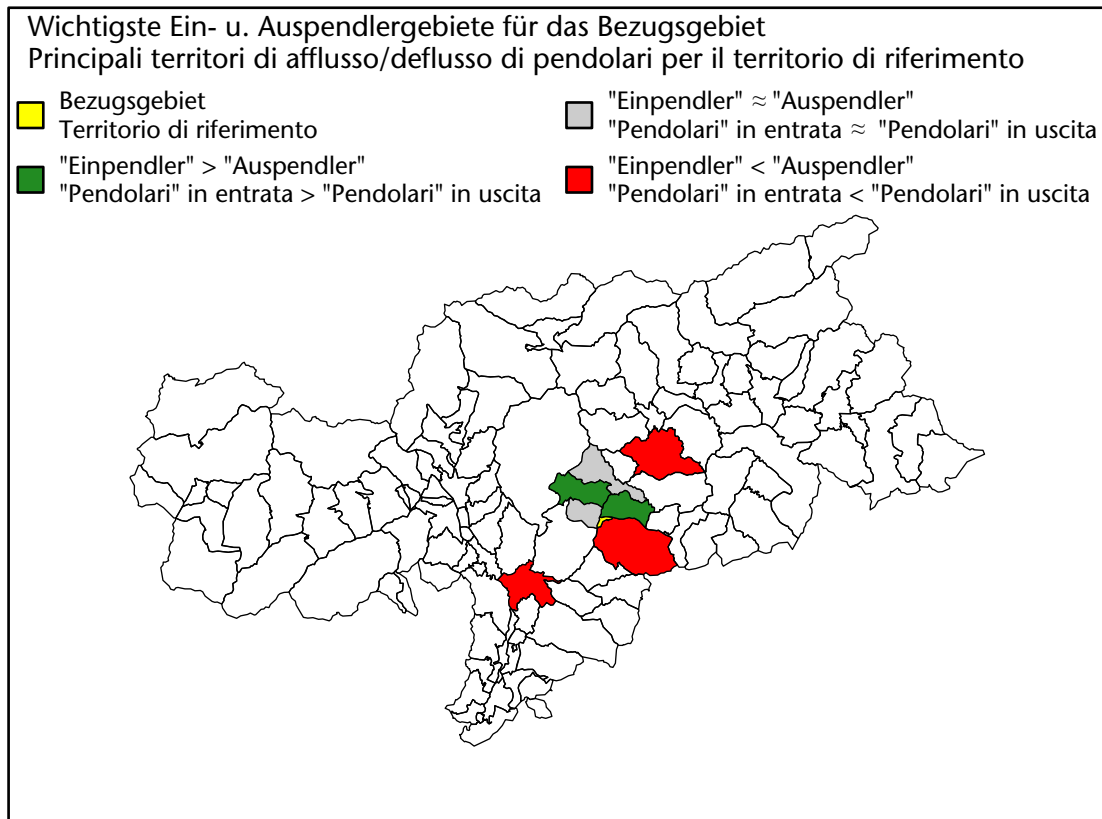 Wichtigste Ein- u. Auspendlergebiete für das Bezugsgebiet
Principali territori di afflusso/deflusso di pendolari per il territorio di riferimento
Bezugsgebiet
Territorio di riferimento
"Einpendler" > "Auspendler"
"Pendolari" in entrata > "Pendolari" in uscita
"Einpendler" ≈ "Auspendler"
"Pendolari" in entrata ≈ "Pendolari" in uscita
"Einpendler" < "Auspendler"
"Pendolari" in entrata < "Pendolari" in uscita